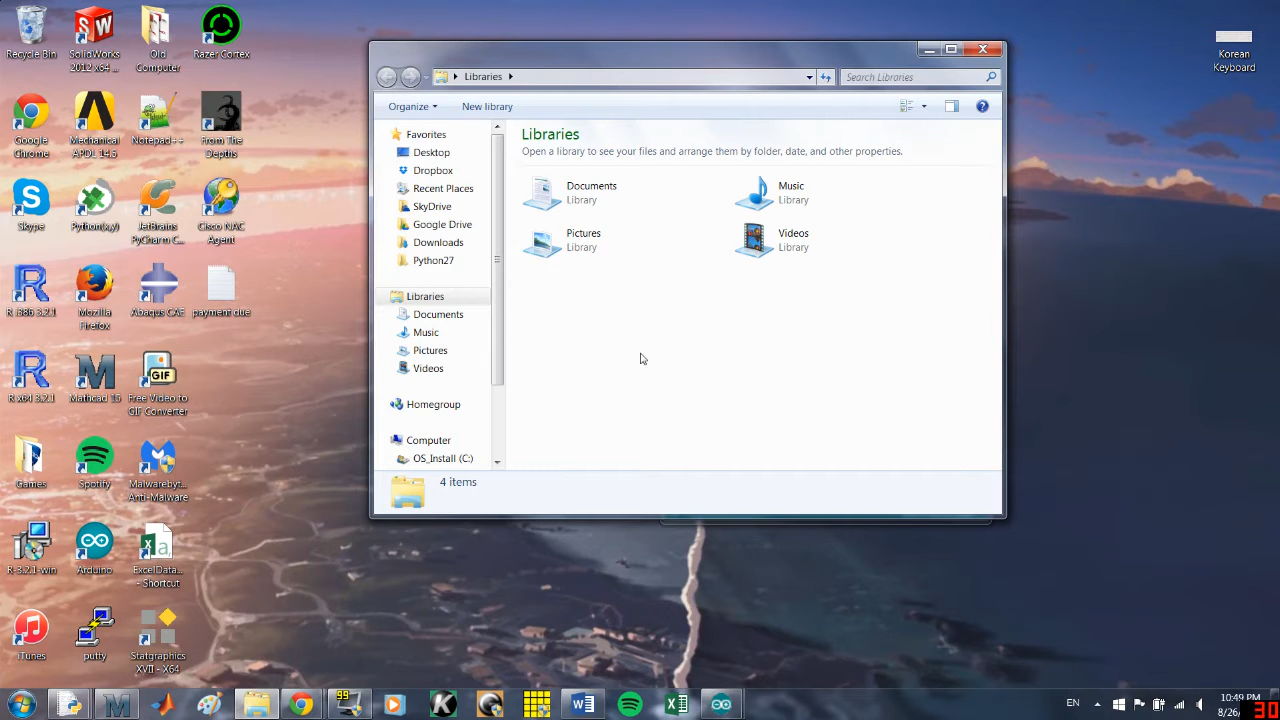 Recycle Bin
SolidWorks
2012 x64 ...
Old
Computer
Razer Cortex
Google
Chrome
Mechanical
APDL 14.5
Notepad++
From The
Depths
Skype
Python(x,y)
JetBrains
PyCharm C...
Cisco NAC
Agent
R i386 3.2.1
Mozilla
Firefox
Abaqus CAE
payment due
R x64 3.2.1
Mathcad 15
Free Video to
GIF Converter
Games
Spotify
Malwarebyt...
Anti-Malware
R-3.2.1-win
Arduino
ExcelData...
- Shortcut
iTunes
putty
Statgraphics
XVII - X64
Korean
Keyboard
Libraries
Search Libraries
Organize
New library
Favorites
Desktop
Dropbox
Recent Places
SkyDrive
Google Drive
Downloads
Python27
Libraries
Documents
Music
Pictures
Videos
Homegroup
Computer
OS_Install (C:)
Libraries
Open a library to see your files and arrange them by folder, date, and other properties.
Documents
Library
Music
Library
Pictures
Library
Videos
Library
4 items
99
EN
10:49 PM
8/26/
30